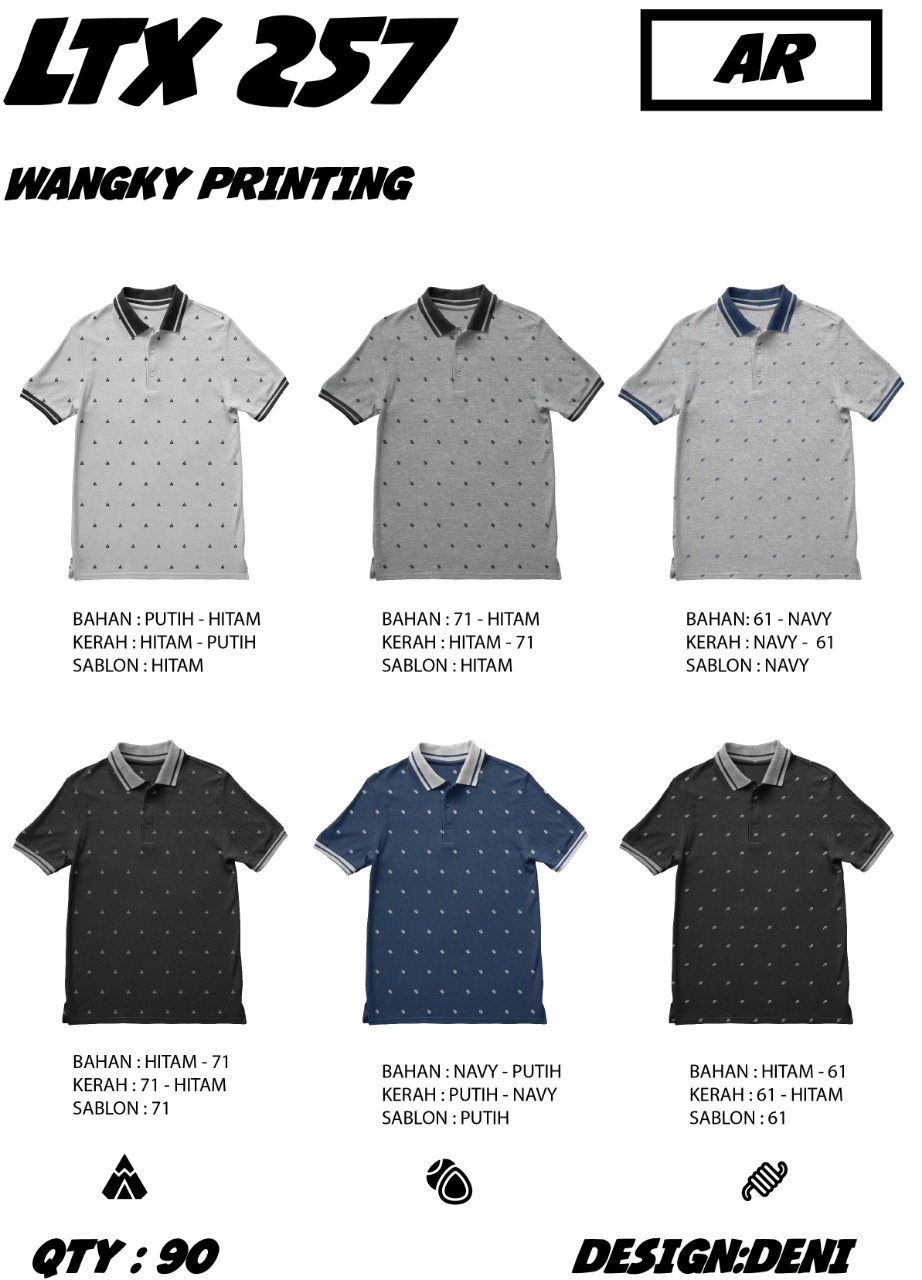 LTX 257
AR
WANGKY PRINTING
BAHAN : PUTIH - HITAM
KERAH : HITAM - PUTIH
SABLON : HITAM
BAHAN : 71 - HITAM
KERAH : HITAM - 71
SABLON : HITAM
BAHAN: 61 - NAVY
KERAH : NAVY - 61
SABLON : NAVY
BAHAN : HITAM - 71
KERAH : 71 - HITAM
SABLON : 71
BAHAN : NAVY - PUTIH
KERAH : PUTIH - NAVY
SABLON : PUTIH
BAHAN : HITAM - 61
KERAH : 61 - HITAM
SABLON : 61
QTY : 90
DESIGN:DENI